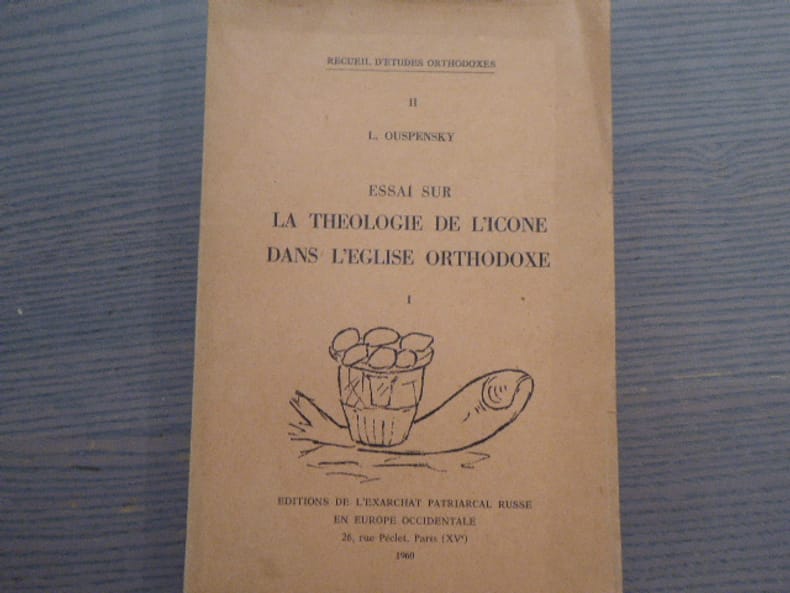 RECUEIL D'ETUDES ORTHODOXES
II
L. OUSPENSKY
ESSAI SUR
LA THEOLOGIE DE L'ICONE
DANS L'EGLISE ORTHODOXE
I
EDITIONS DE L'EXARCHAT PATRIARCAL RUSSE
EN EUROPE OCCIDENTALE
26, rue Péclet, Paris (XVᵉ)
1960